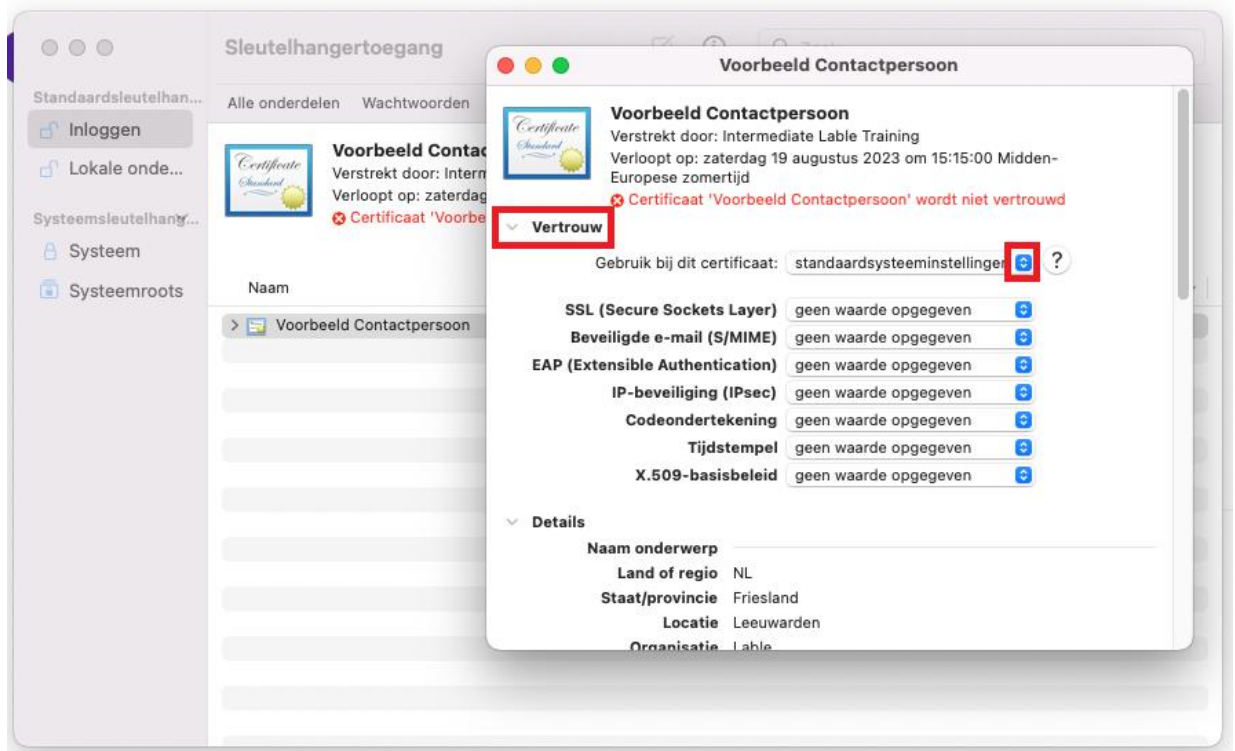 Sleutelhangertoegang
Standaardsleutelhan...
Inloggen
Lokale onde...
Systeemsleutelhang...
Systeem
Systeemroots
Alle onderdelen Wachtwoorden
Certificate
Standard
Voorbeeld Contac
Verstrekt door: Interm
Verloopt op: zaterdag
Certificaat 'Voorbe
Naam
Voorbeeld Contactpersoon
Voorbeeld Contactpersoon
Certificate
Standard
Voorbeeld Contactpersoon
Verstrekt door: Intermediate Lable Training
Verloopt op: zaterdag 19 augustus 2023 om 15:15:00 Midden-
Europese zomertijd
Certificaat 'Voorbeeld Contactpersoon' wordt niet vertrouwd
Vertrouw
Gebruik bij dit certificaat: standaardsysteeminstellingen ?
SSL (Secure Sockets Layer) geen waarde opgegeven
Beveiligde e-mail (S/MIME) geen waarde opgegeven
EAP (Extensible Authentication) geen waarde opgegeven
IP-beveiliging (IPsec) geen waarde opgegeven
Codeondertekening geen waarde opgegeven
Tijdstempel geen waarde opgegeven
X.509-basisbeleid geen waarde opgegeven
Details
Naam onderwerp
Land of regio NL
Staat/provincie Friesland
Locatie Leeuwarden
Organisatie Lable